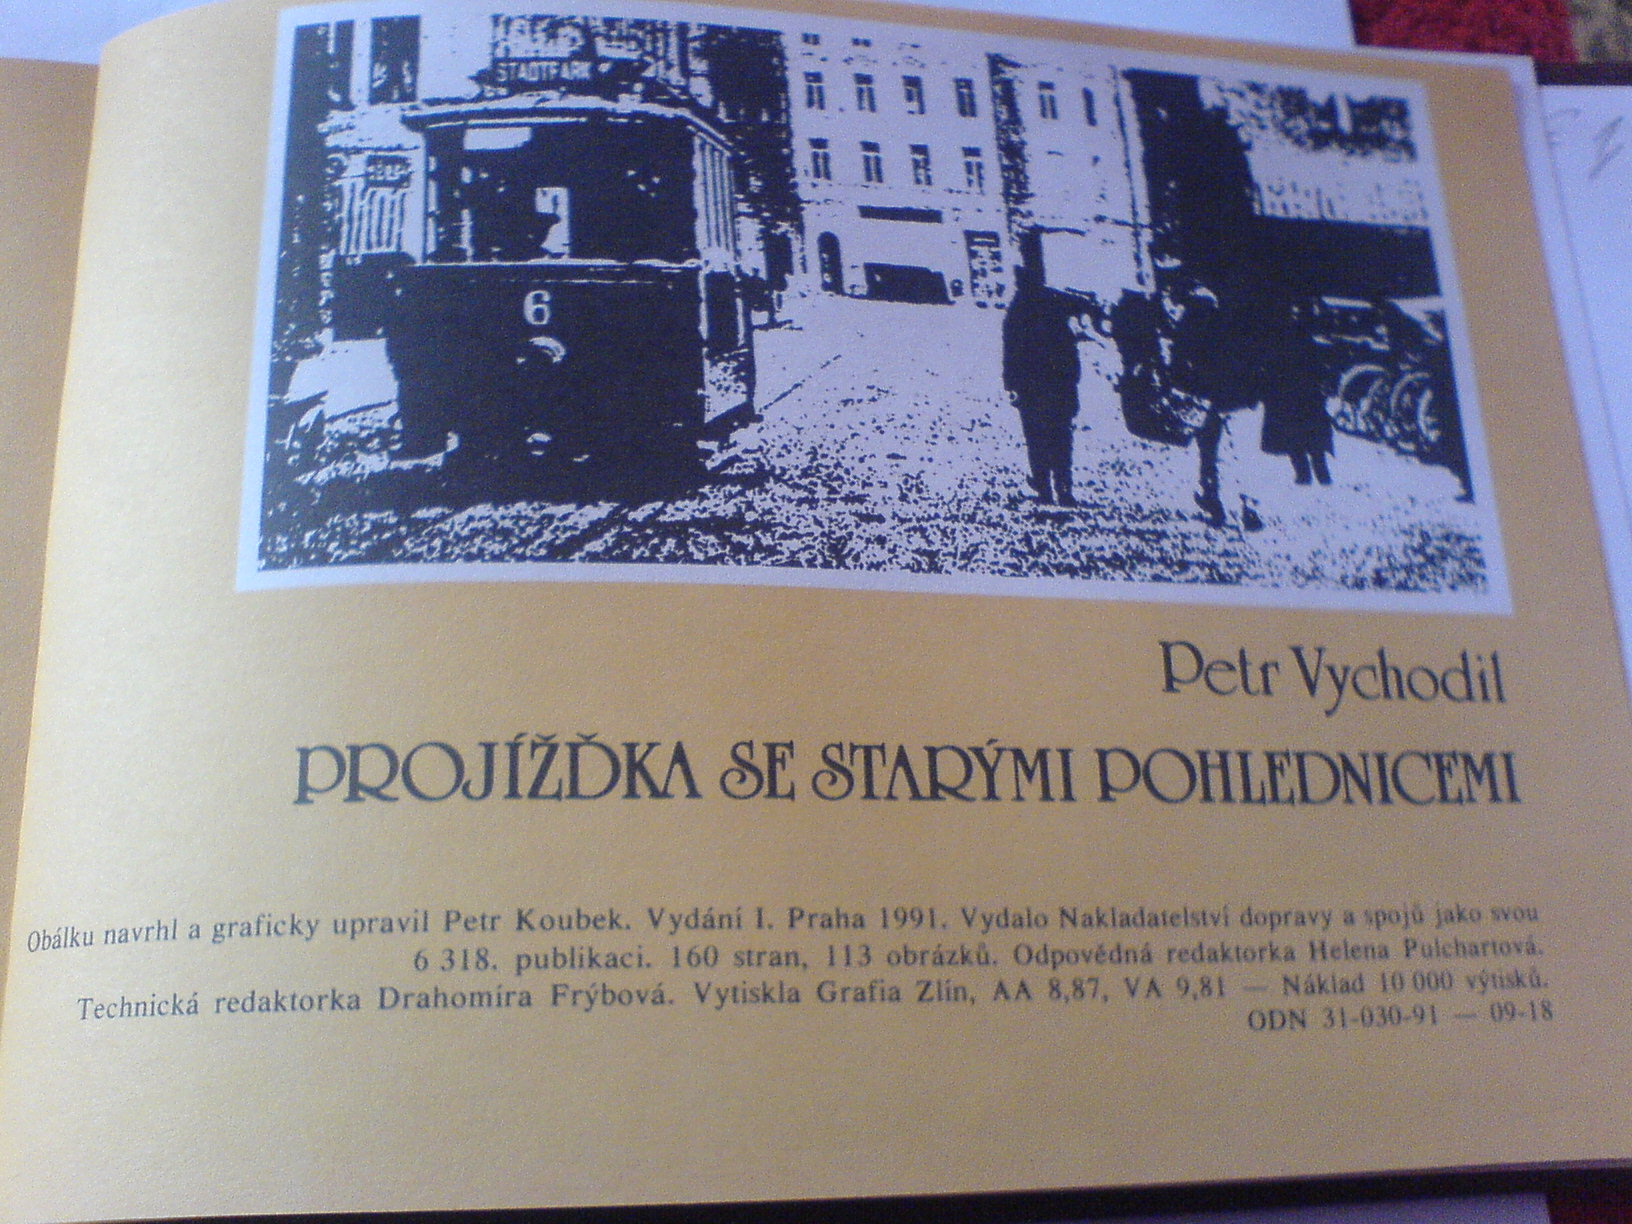 STADTPARK
6
Petr Vychodil
PROJÍŽĎKA SE STARÝMI POHLEDNICEMI
Obálku navrhl a graficky upravil Petr Koubek. Vydání I. Praha 1991. Vydalo Nakladatelství dopravy a spojů jako svou
6 318. publikaci. 160 stran, 113 obrázků. Odpovědná redaktorka Helena Pulchartová.
Technická redaktorka Drahomíra Frýbová. Vytiskla Grafia Zlín, AA 8,87, VA 9,81 — Náklad 10 000 výtisků.
ODN 31-030-91 — 09-18